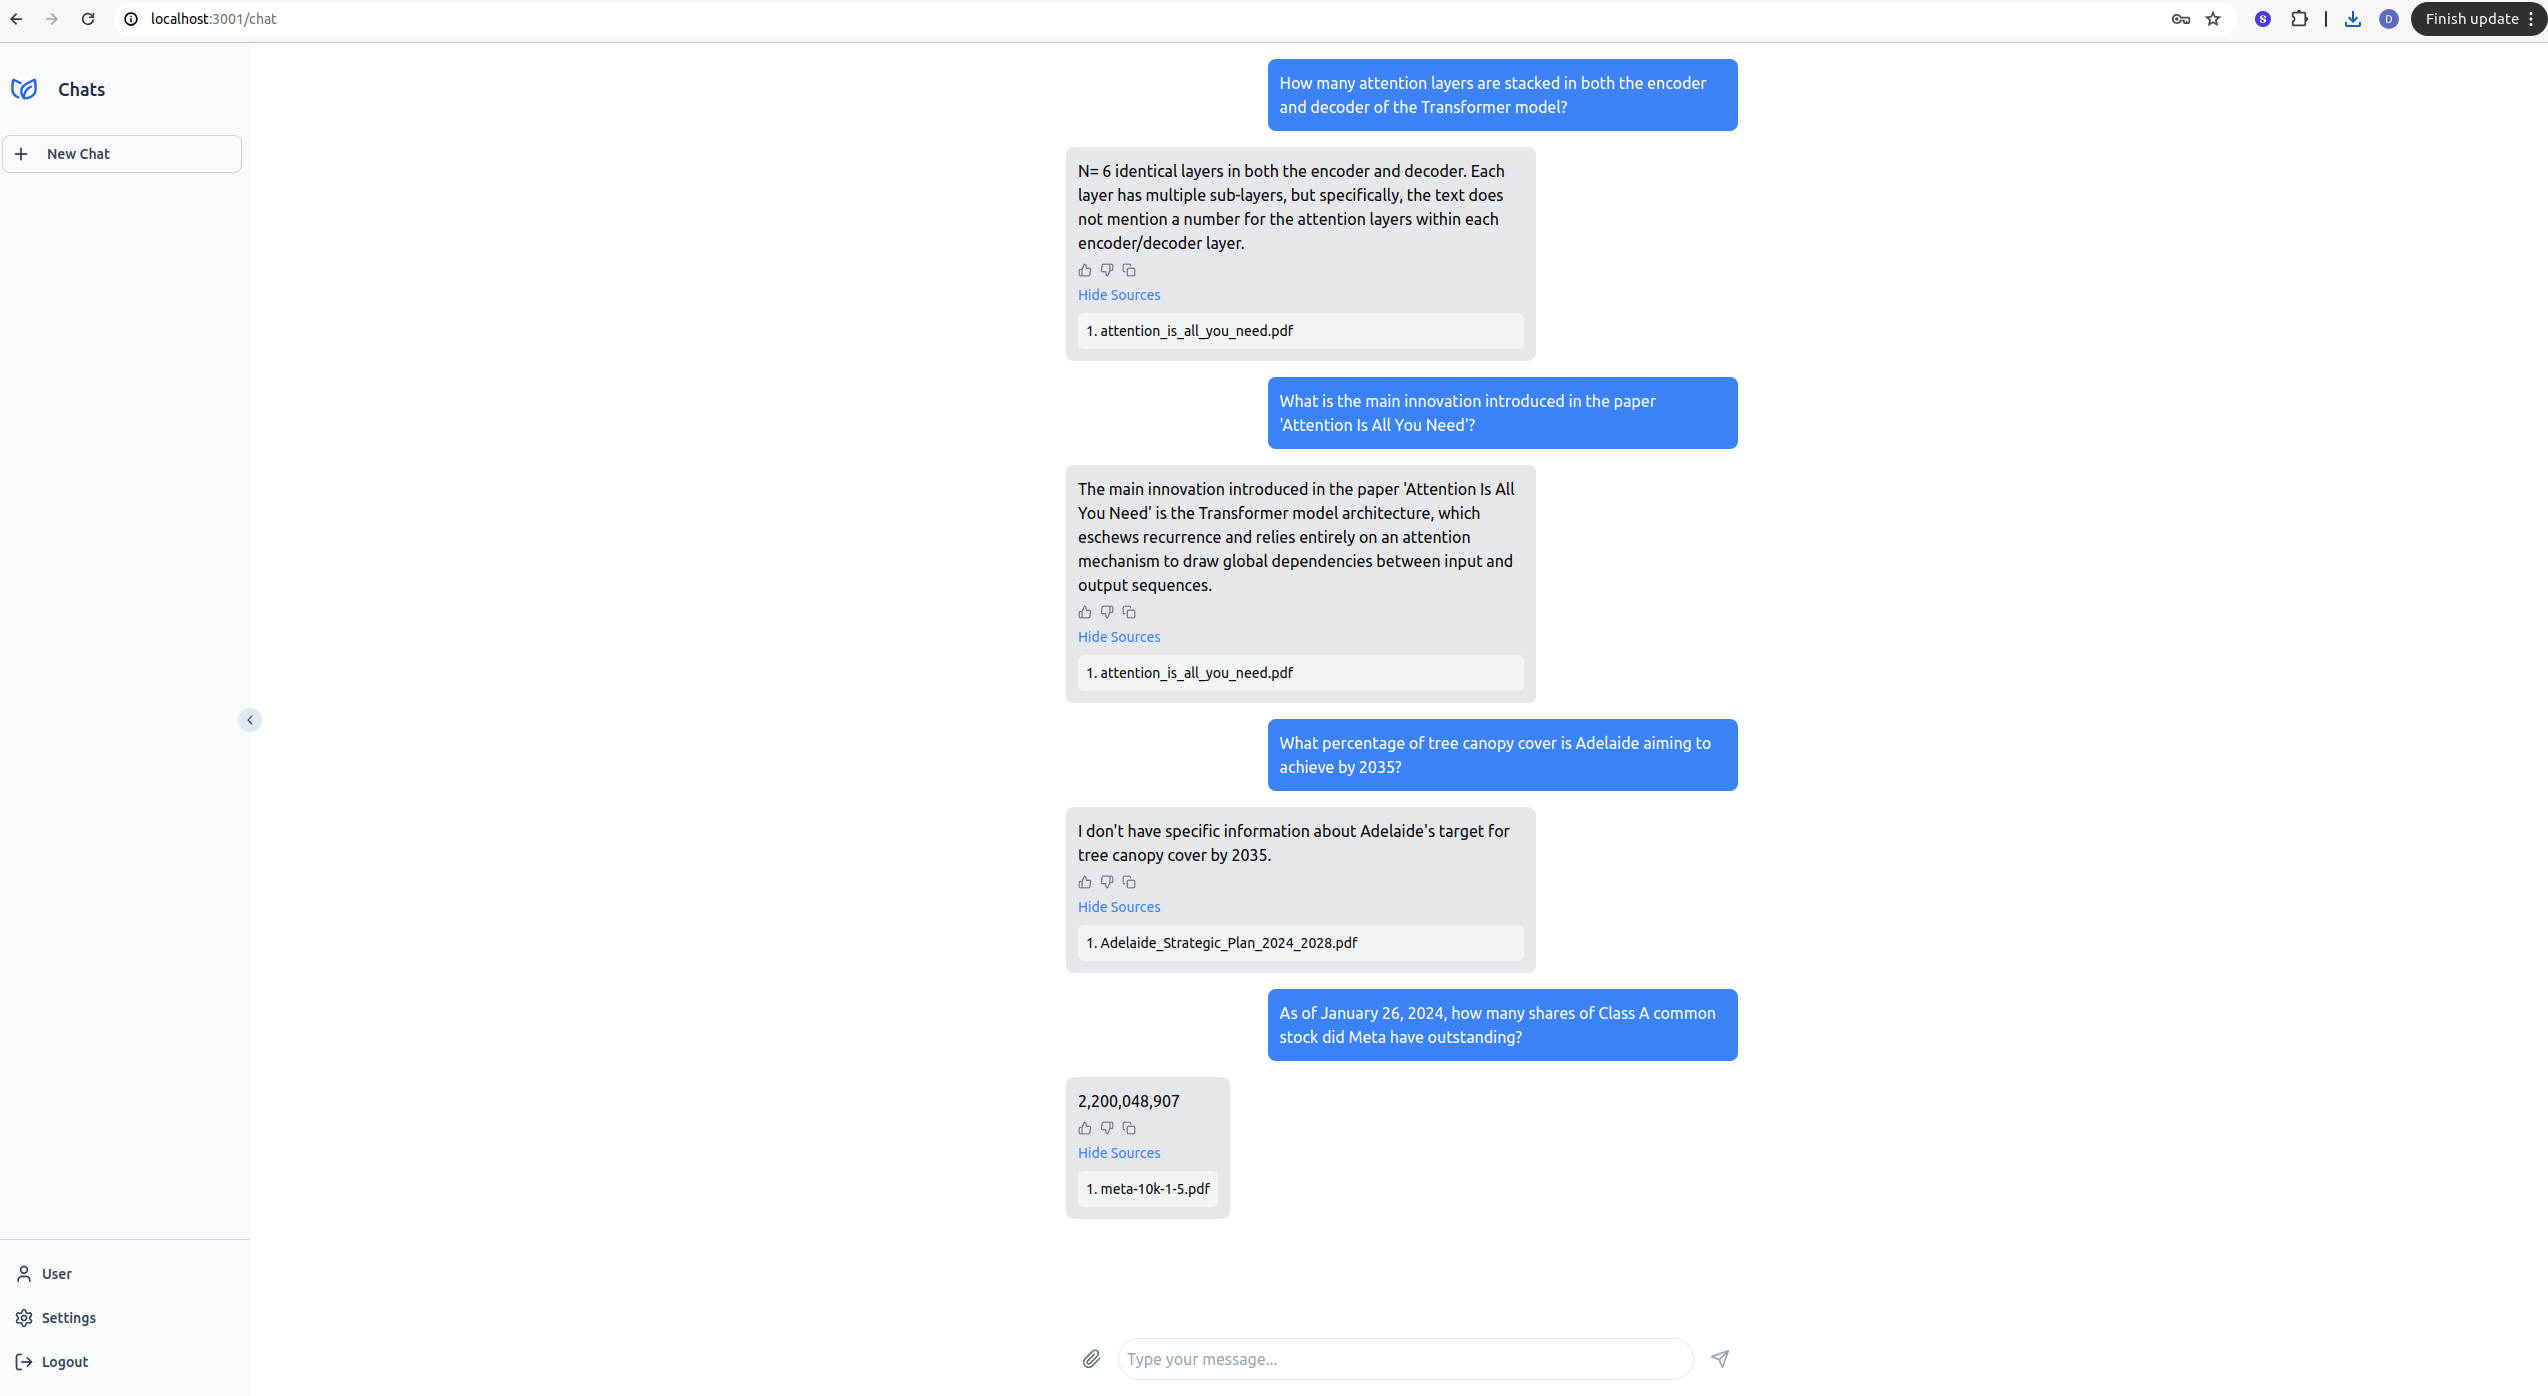 localhost:3001/chat
S
D
Finish update
Chats
New Chat
How many attention layers are stacked in both the encoder
and decoder of the Transformer model?
N= 6 identical layers in both the encoder and decoder. Each
layer has multiple sub-layers, but specifically, the text does
not mention a number for the attention layers within each
encoder/decoder layer.
Hide Sources
1. attention_is_all_you_need.pdf
What is the main innovation introduced in the paper
'Attention Is All You Need'?
The main innovation introduced in the paper 'Attention Is All
You Need' is the Transformer model architecture, which
eschews recurrence and relies entirely on an attention
mechanism to draw global dependencies between input and
output sequences.
Hide Sources
1. attention_is_all_you_need.pdf
What percentage of tree canopy cover is Adelaide aiming to
achieve by 2035?
I don't have specific information about Adelaide's target for
tree canopy cover by 2035.
Hide Sources
1. Adelaide_Strategic_Plan_2024_2028.pdf
As of January 26, 2024, how many shares of Class A common
stock did Meta have outstanding?
2,200,048,907
Hide Sources
1. meta-10k-1-5.pdf
User
Settings
Logout
Type your message...